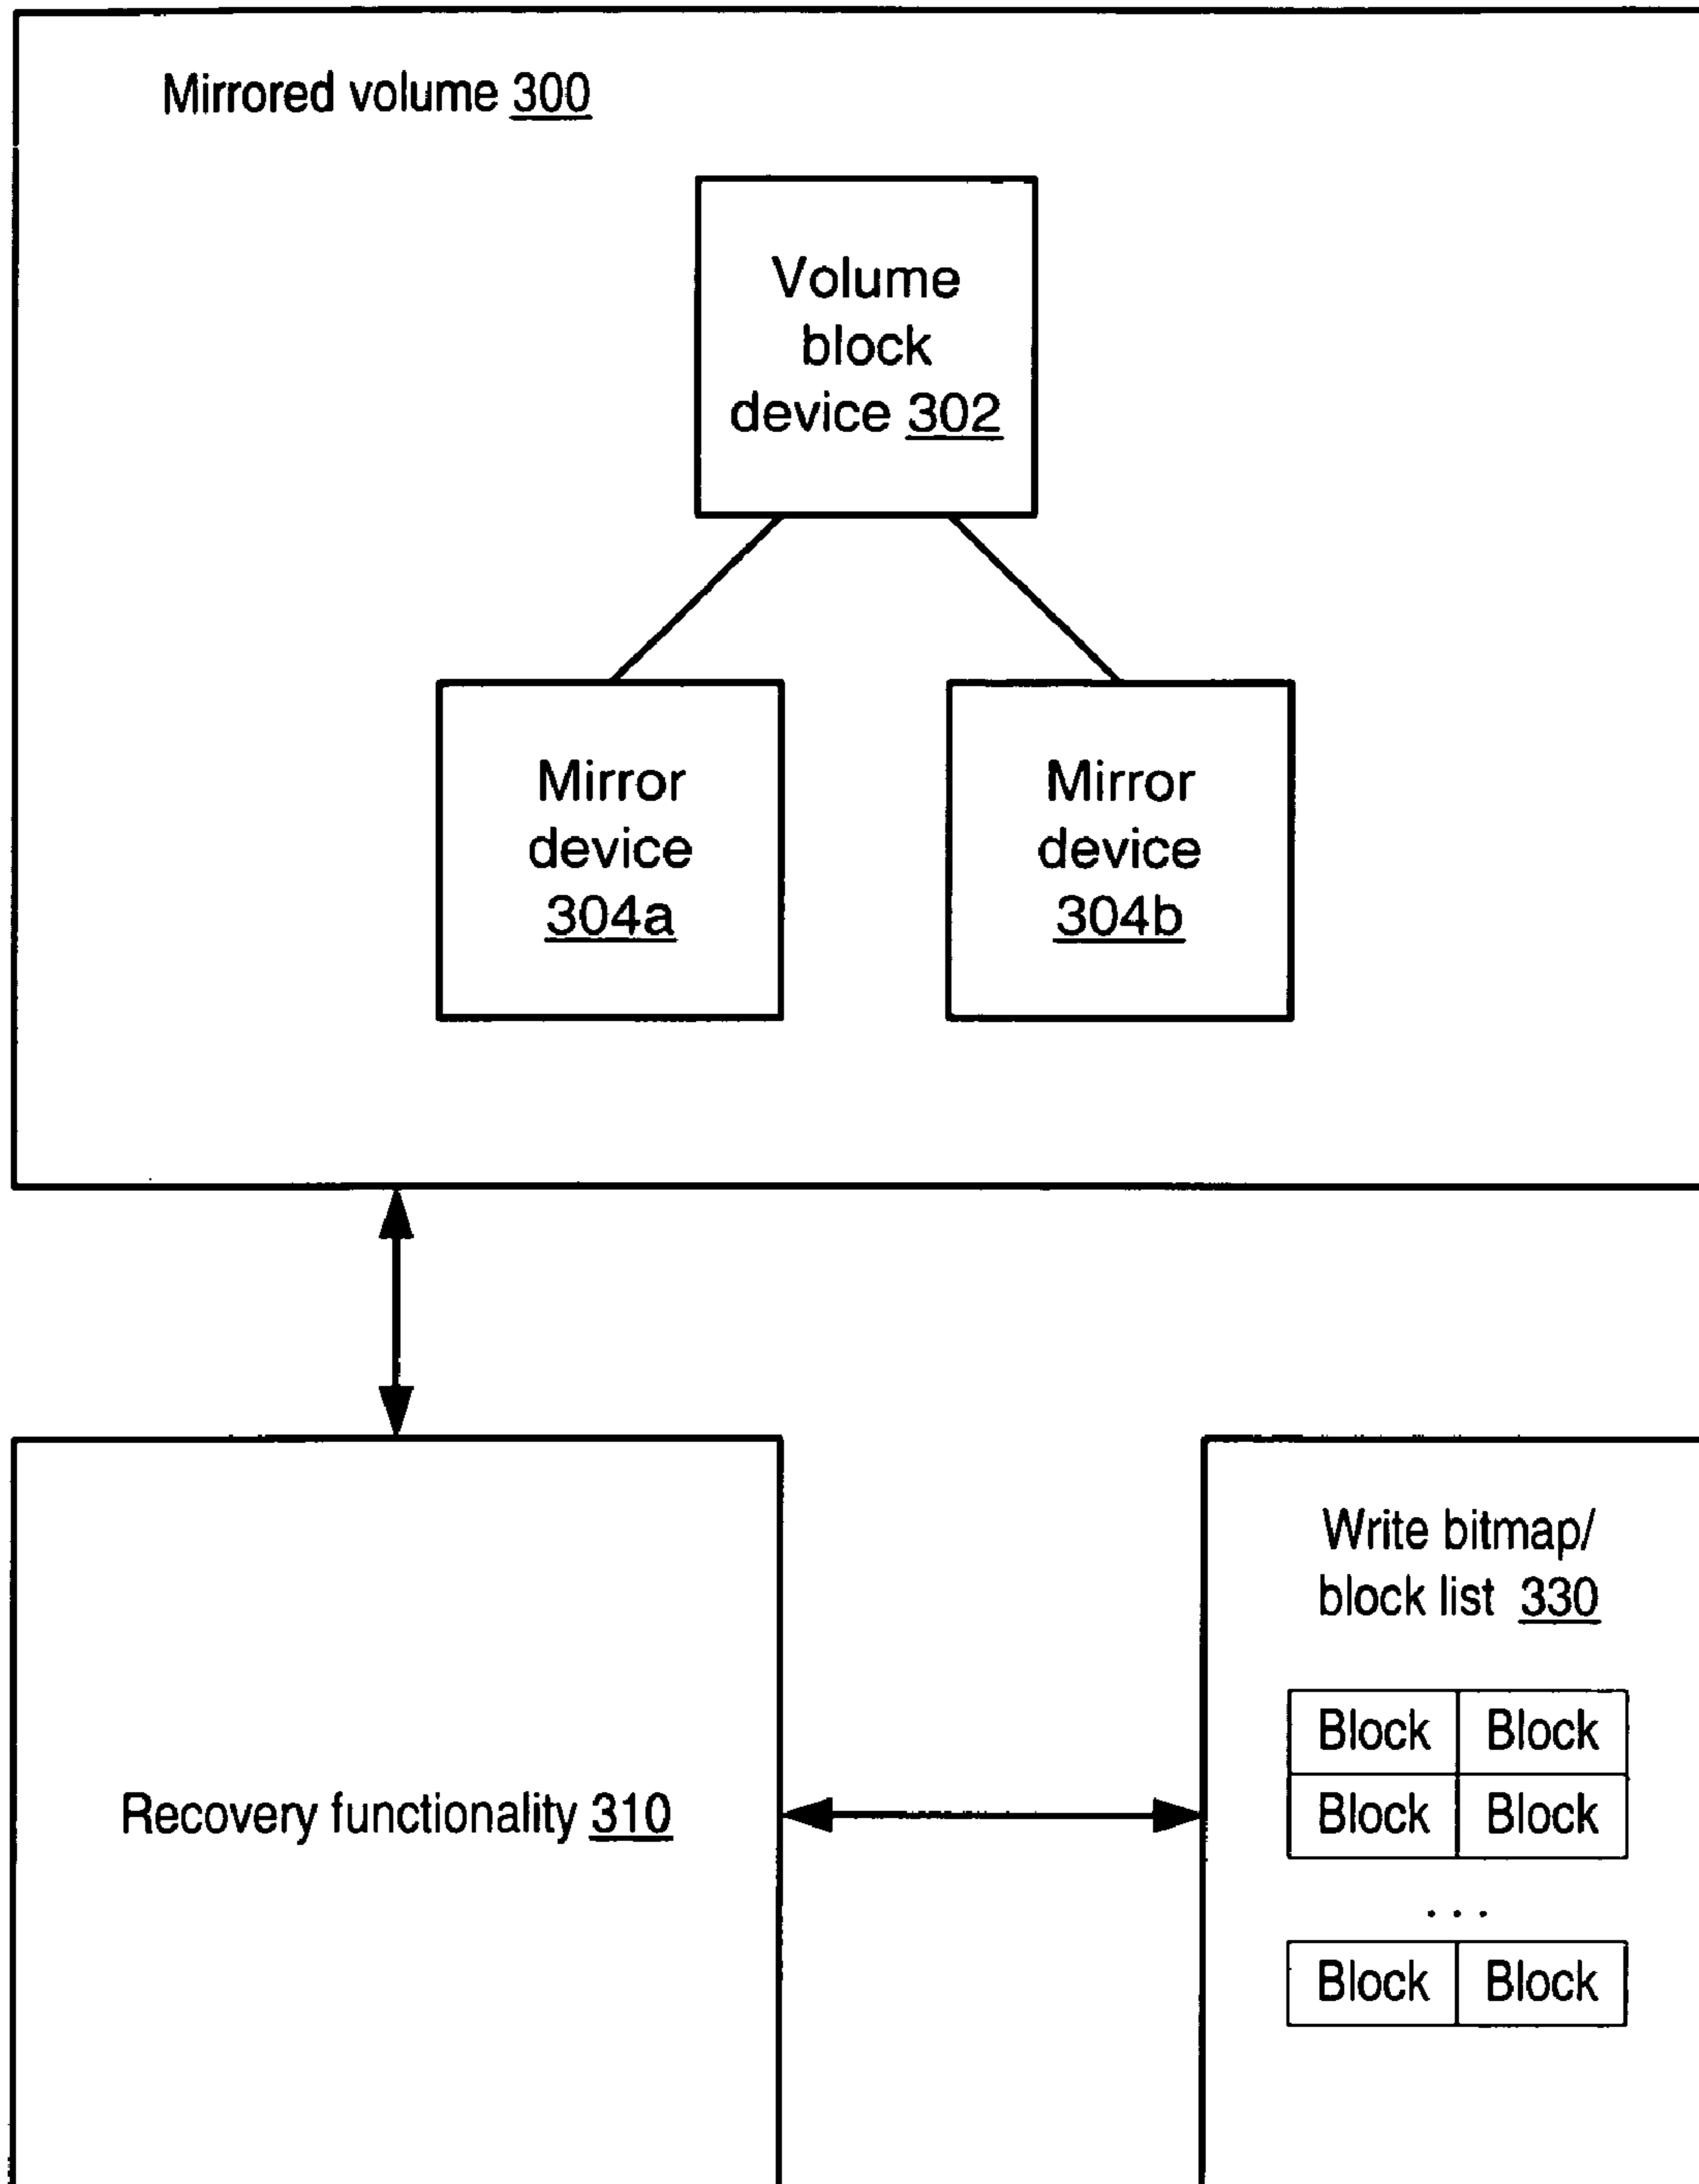 Mirrored volume 300
Volume
block
device 302
Mirror
device
304a
Mirror
device
304b
Recovery functionality 310
Write bitmap/
block list 330
Block Block
Block Block
...
Block Block